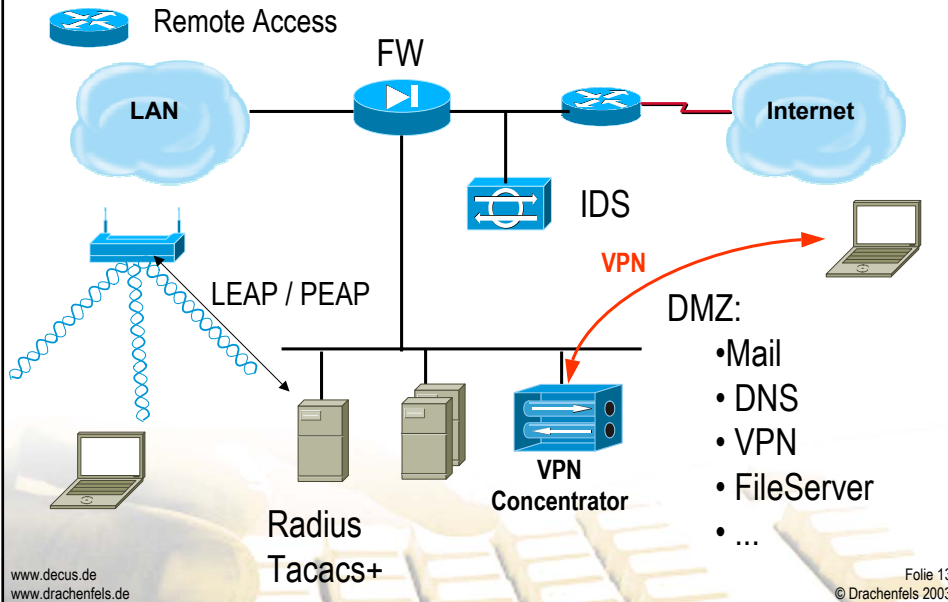 Remote Access
FW
LAN
Internet
IDS
VPN
LEAP / PEAP
DMZ:
•Mail
• DNS
• VPN
• FileServer
• ...
VPN
Concentrator
Radius
Tacacs+
www.decus.de
www.drachenfels.de
Folie 13
© Drachenfels 2003